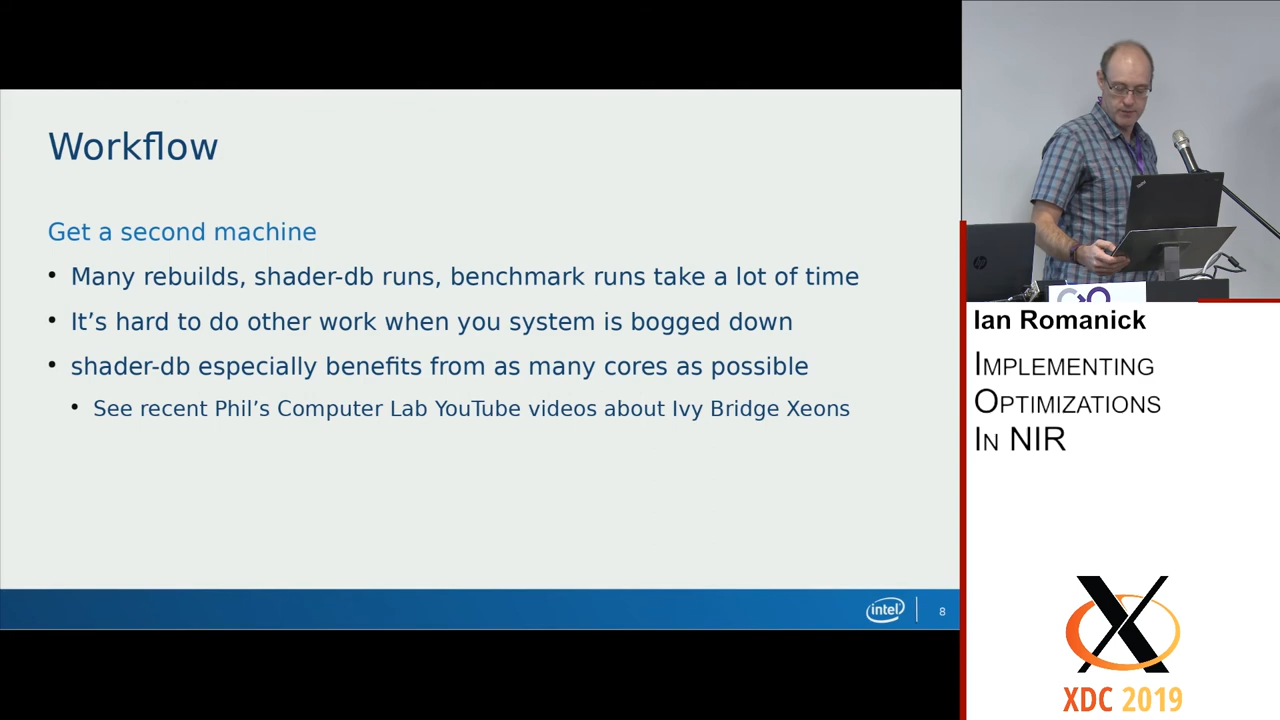 Workflow
Get a second machine
• Many rebuilds, shader-db runs, benchmark runs take a lot of time
• It’s hard to do other work when you system is bogged down
• shader-db especially benefits from as many cores as possible
• See recent Phil’s Computer Lab YouTube videos about Ivy Bridge Xeons
intel
8
hp
Ian Romanick
IMPLEMENTING
OPTIMIZATIONS
IN NIR
XDC 2019